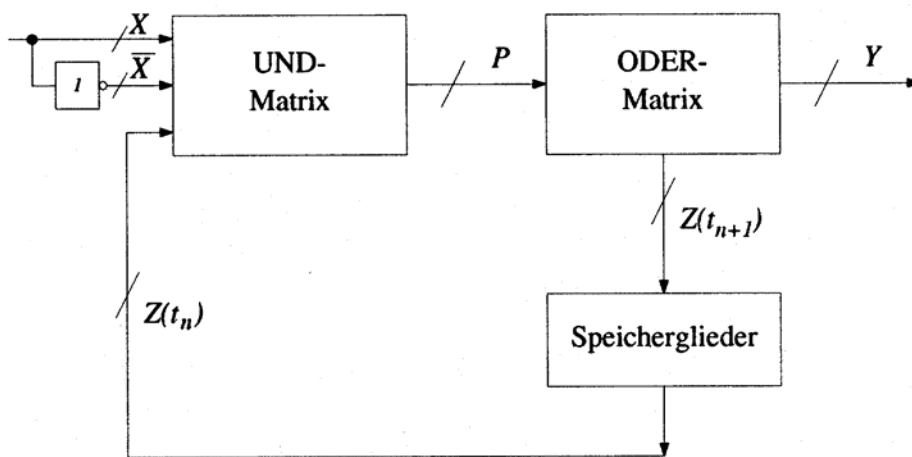 X
UND-
Matrix
X̅
1
P
ODER-
Matrix
Y
Z(tₙ₊₁)
Z(tₙ)
Speicherglieder